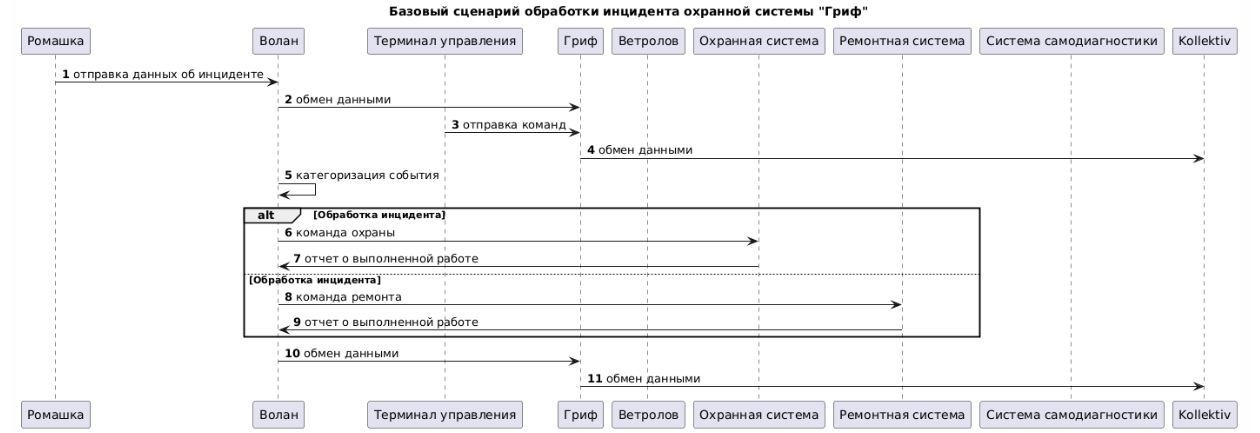 Базовый сценарий обработки инцидента охранной системы "Гриф"
Ромашка Волан Терминал управления Гриф Ветролов Охранная система Ремонтная система Система самодиагностики Kollektiv
1 отправка данных об инциденте
2 обмен данными
3 отправка команд
4 обмен данными
5 категоризация события
alt [Обработка инцидента]
6 команда охраны
7 отчет о выполненной работе
[Обработка инцидента]
8 команда ремонта
9 отчет о выполненной работе
10 обмен данными
11 обмен данными
Ромашка Волан Терминал управления Гриф Ветролов Охранная система Ремонтная система Система самодиагностики Kollektiv